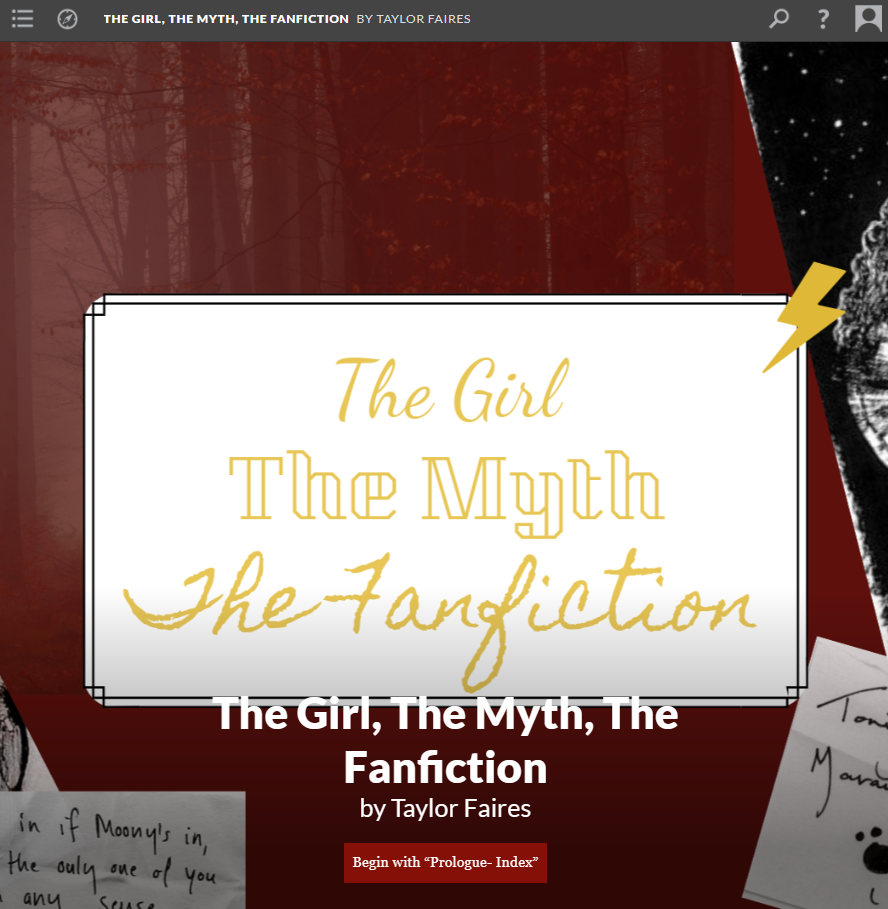 THE GIRL, THE MYTH, THE FANFICTION BY TAYLOR FAIRES
?
The Girl
The Myth
The Fanfiction
The Girl, The Myth, The
Fanfiction
by Taylor Faires
Begin with “Prologue- Index”
in if Moony's in,
the only one of you
any sense